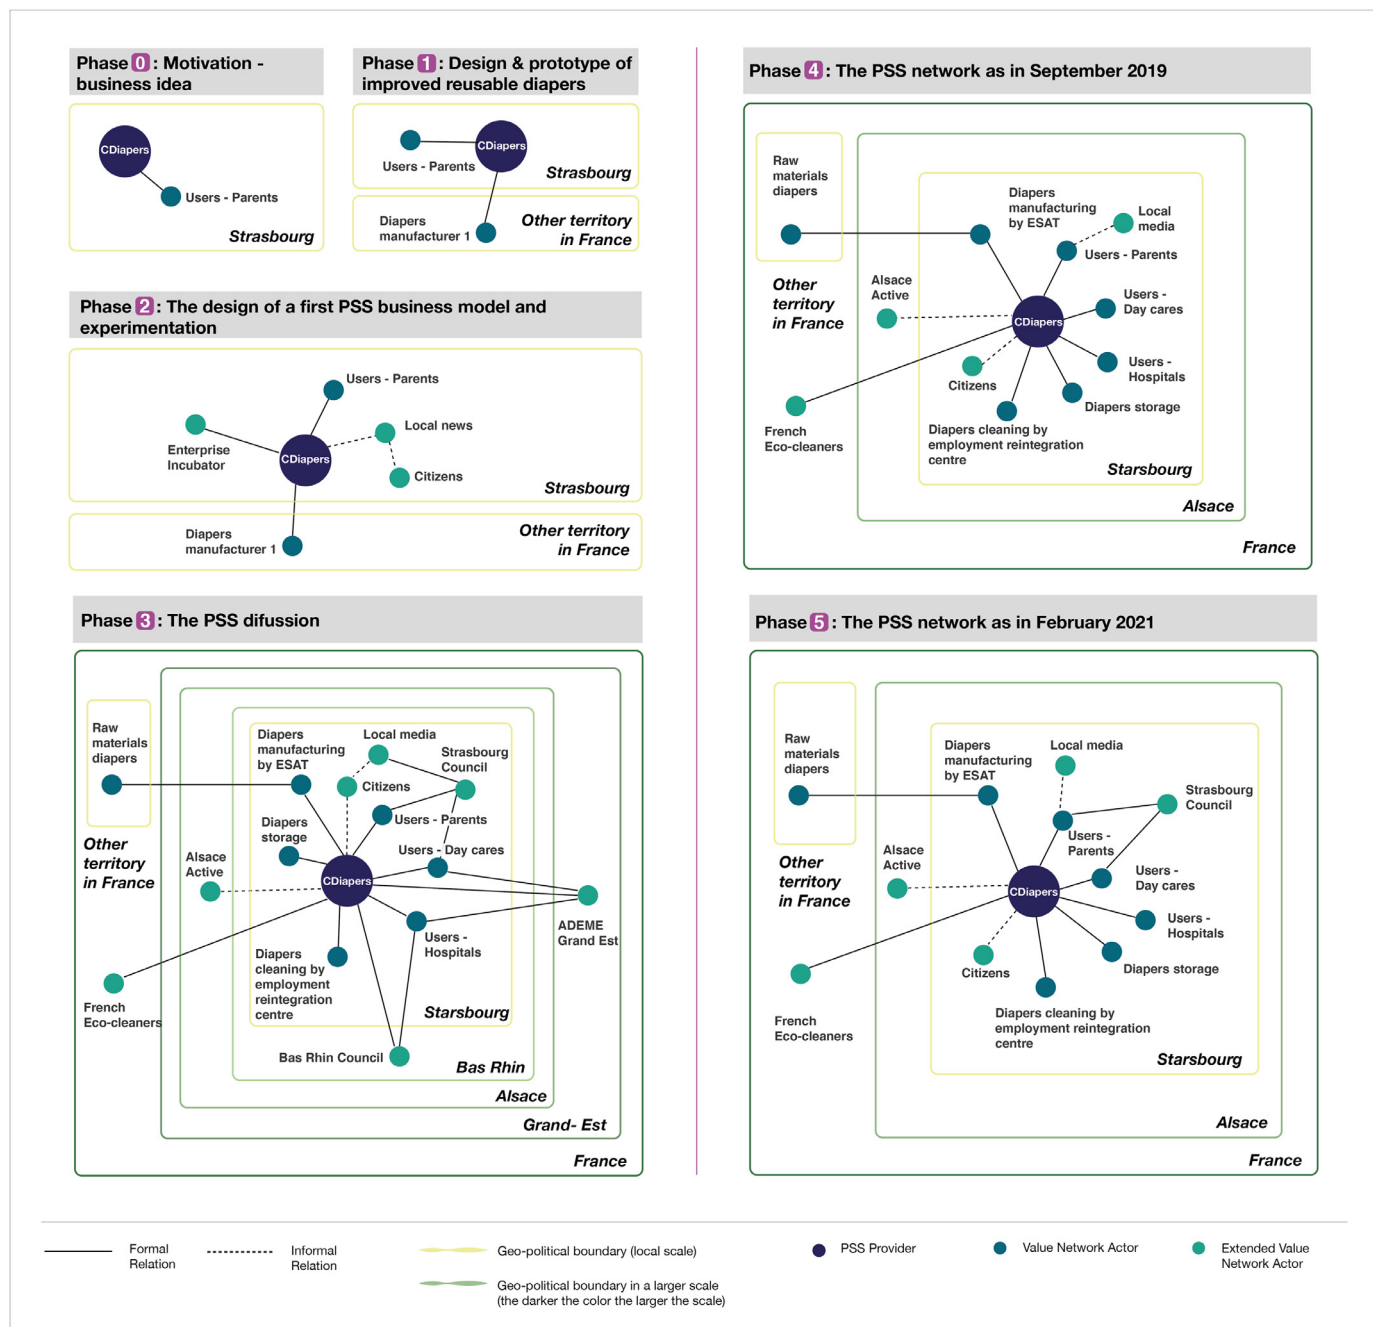 Phase 0 : Motivation -
business idea
CDiapers
Users - Parents
Strasbourg
Phase 1 : Design & prototype of
improved reusable diapers
CDiapers
Users - Parents
Strasbourg
Diapers
manufacturer 1
Other territory
in France
Phase 2 : The design of a first PSS business model and
experimentation
Users - Parents
Local news
Enterprise
Incubator
CDiapers
Citizens
Strasbourg
Diapers
manufacturer 1
Other territory
in France
Phase 3 : The PSS difussion
Raw
materials
diapers
Other
territory
in France
Diapers
manufacturing
by ESAT
Local media
Strasbourg
Council
Citizens
Users - Parents
Diapers
storage
Users - Day cares
Alsace
Active
CDiapers
ADEME
Grand Est
Users -
Hospitals
Diapers
cleaning by
employment
reintegration
centre
French
Eco-cleaners
Starsbourg
Bas Rhin Council
Bas Rhin
Alsace
Grand- Est
France
Phase 4 : The PSS network as in September 2019
Raw
materials
diapers
Other
territory
in France
Diapers
manufacturing
by ESAT
Local
media
Users - Parents
Alsace
Active
Users -
Day cares
CDiapers
Users -
Hospitals
Citizens
Diapers storage
French
Eco-cleaners
Diapers cleaning by
employment reintegration
centre
Starsbourg
Alsace
France
Phase 5 : The PSS network as in February 2021
Raw
materials
diapers
Other
territory
in France
Diapers
manufacturing
by ESAT
Local media
Strasbourg
Council
Users -
Parents
Alsace
Active
CDiapers
Users -
Day cares
Users -
Hospitals
Citizens
Diapers storage
French
Eco-cleaners
Diapers cleaning by
employment reintegration
centre
Starsbourg
Alsace
France
Formal
Relation
Informal
Relation
Geo-political boundary (local scale)
Geo-political boundary in a larger scale
(the darker the color the larger the scale)
PSS Provider
Value Network Actor
Extended Value
Network Actor